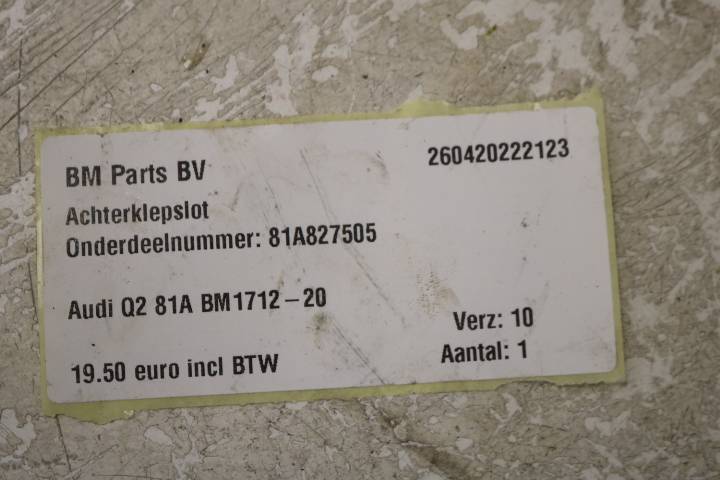 BM Parts BV 260420222123
Achterklepslot
Onderdeelnummer: 81A827505
Audi Q2 81A BM1712-20
Verz: 10
19.50 euro incl BTW Aantal: 1